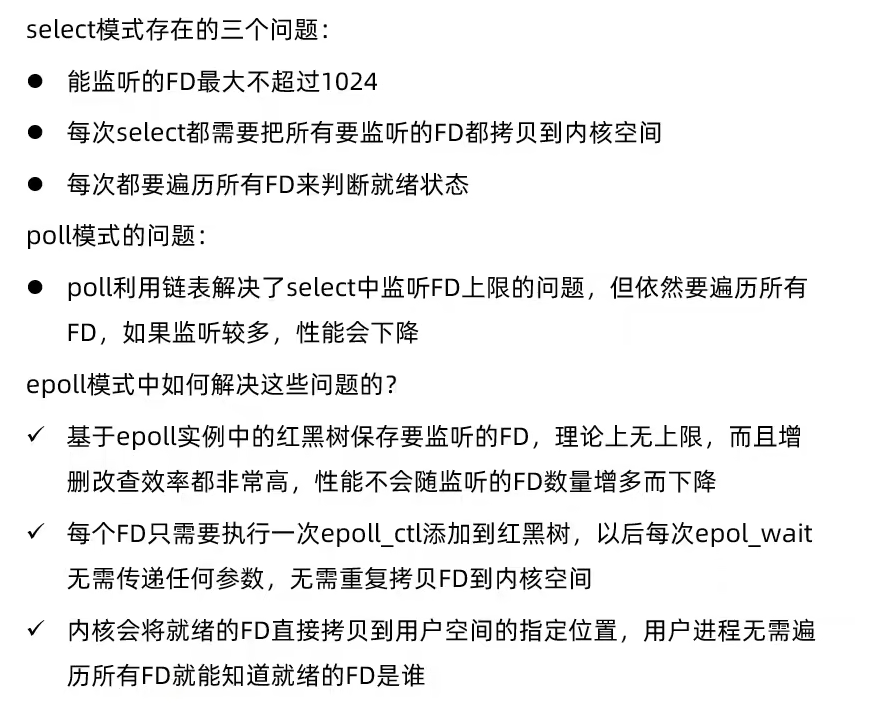 select模式存在的三个问题：
● 能监听的FD最大不超过1024
● 每次select都需要把所有要监听的FD都拷贝到内核空间
● 每次都要遍历所有FD来判断就绪状态
poll模式的问题：
● poll利用链表解决了select中监听FD上限的问题，但依然要遍历所有
FD，如果监听较多，性能会下降
epoll模式中如何解决这些问题的？
✓ 基于epoll实例中的红黑树保存要监听的FD，理论上无上限，而且增
删改查效率都非常高，性能不会随监听的FD数量增多而下降
✓ 每个FD只需要执行一次epoll_ctl添加到红黑树，以后每次epol_wait
无需传递任何参数，无需重复拷贝FD到内核空间
✓ 内核会将就绪的FD直接拷贝到用户空间的指定位置，用户进程无需遍
历所有FD就能知道就绪的FD是谁